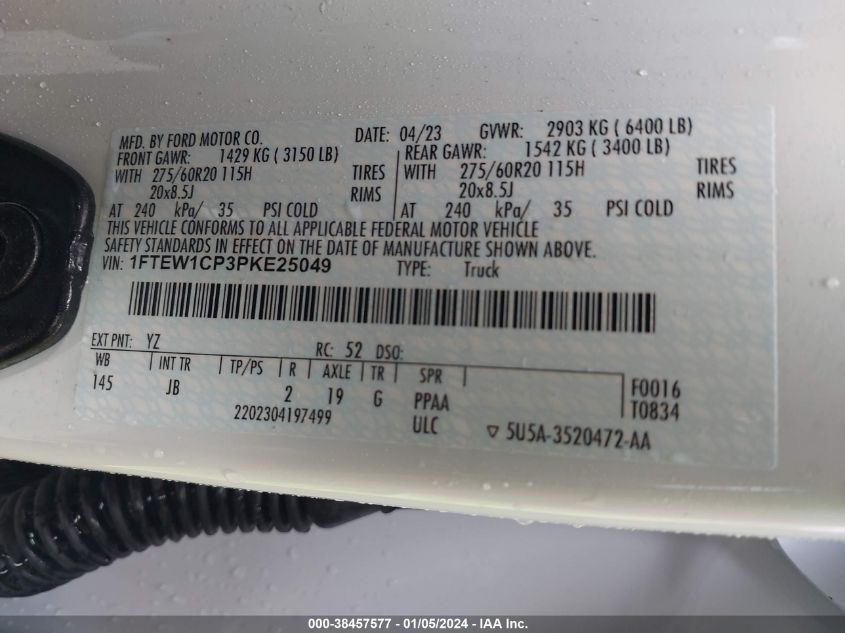 MFD. BY FORD MOTOR CO. DATE: 04/23 GVWR: 2903 KG ( 6400 LB)
FRONT GAWR: 1429 KG ( 3150 LB) REAR GAWR: 1542 KG ( 3400 LB)
WITH 275/60R20 115H TIRES WITH 275/60R20 115H TIRES
20x8.5J RIMS 20x8.5J RIMS
AT 240 kPa/ 35 PSI COLD AT 240 kPa/ 35 PSI COLD
THIS VEHICLE CONFORMS TO ALL APPLICABLE FEDERAL MOTOR VEHICLE
SAFETY STANDARDS IN EFFECT ON THE DATE OF MANUFACTURE SHOWN ABOVE.
VIN: 1FTEW1CP3PKE25049 TYPE: Truck
EXT PNT: YZ RC: 52 DSO:
WB INT TR TP/PS R AXLE TR SPR F0016
145 JB 2 19 G PPAA T0834
2202304197499 ULC ▽ 5U5A-3520472-AA
000-38457577 - 01/05/2024 - IAA Inc.